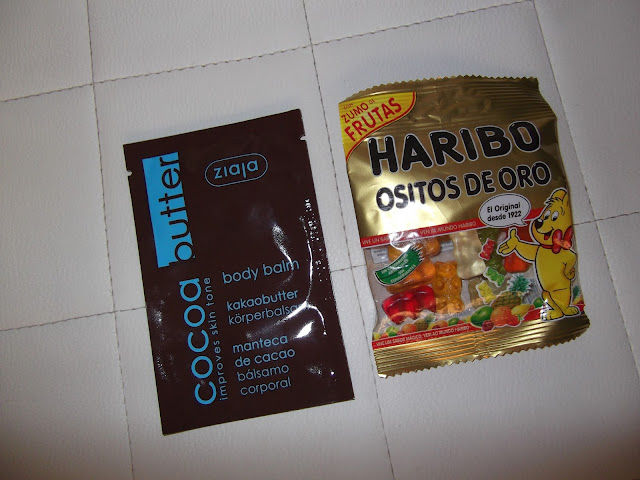 cocoa butter
improves skin tone
ziaja
body balm
kakaobutter
körperbalsam
manteca
de cacao
bálsamo
corporal
ZUMO DE
FRUTAS
HARIBO
OSITOS DE ORO
El Original
desde 1922